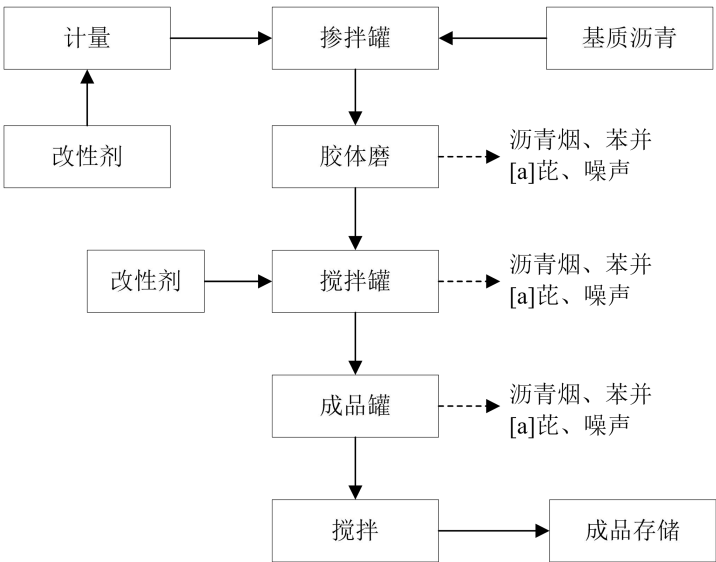 计量
掺拌罐
基质沥青
改性剂
胶体磨
沥青烟、苯并
[a]芘、噪声
改性剂
搅拌罐
沥青烟、苯并
[a]芘、噪声
成品罐
沥青烟、苯并
[a]芘、噪声
搅拌
成品存储